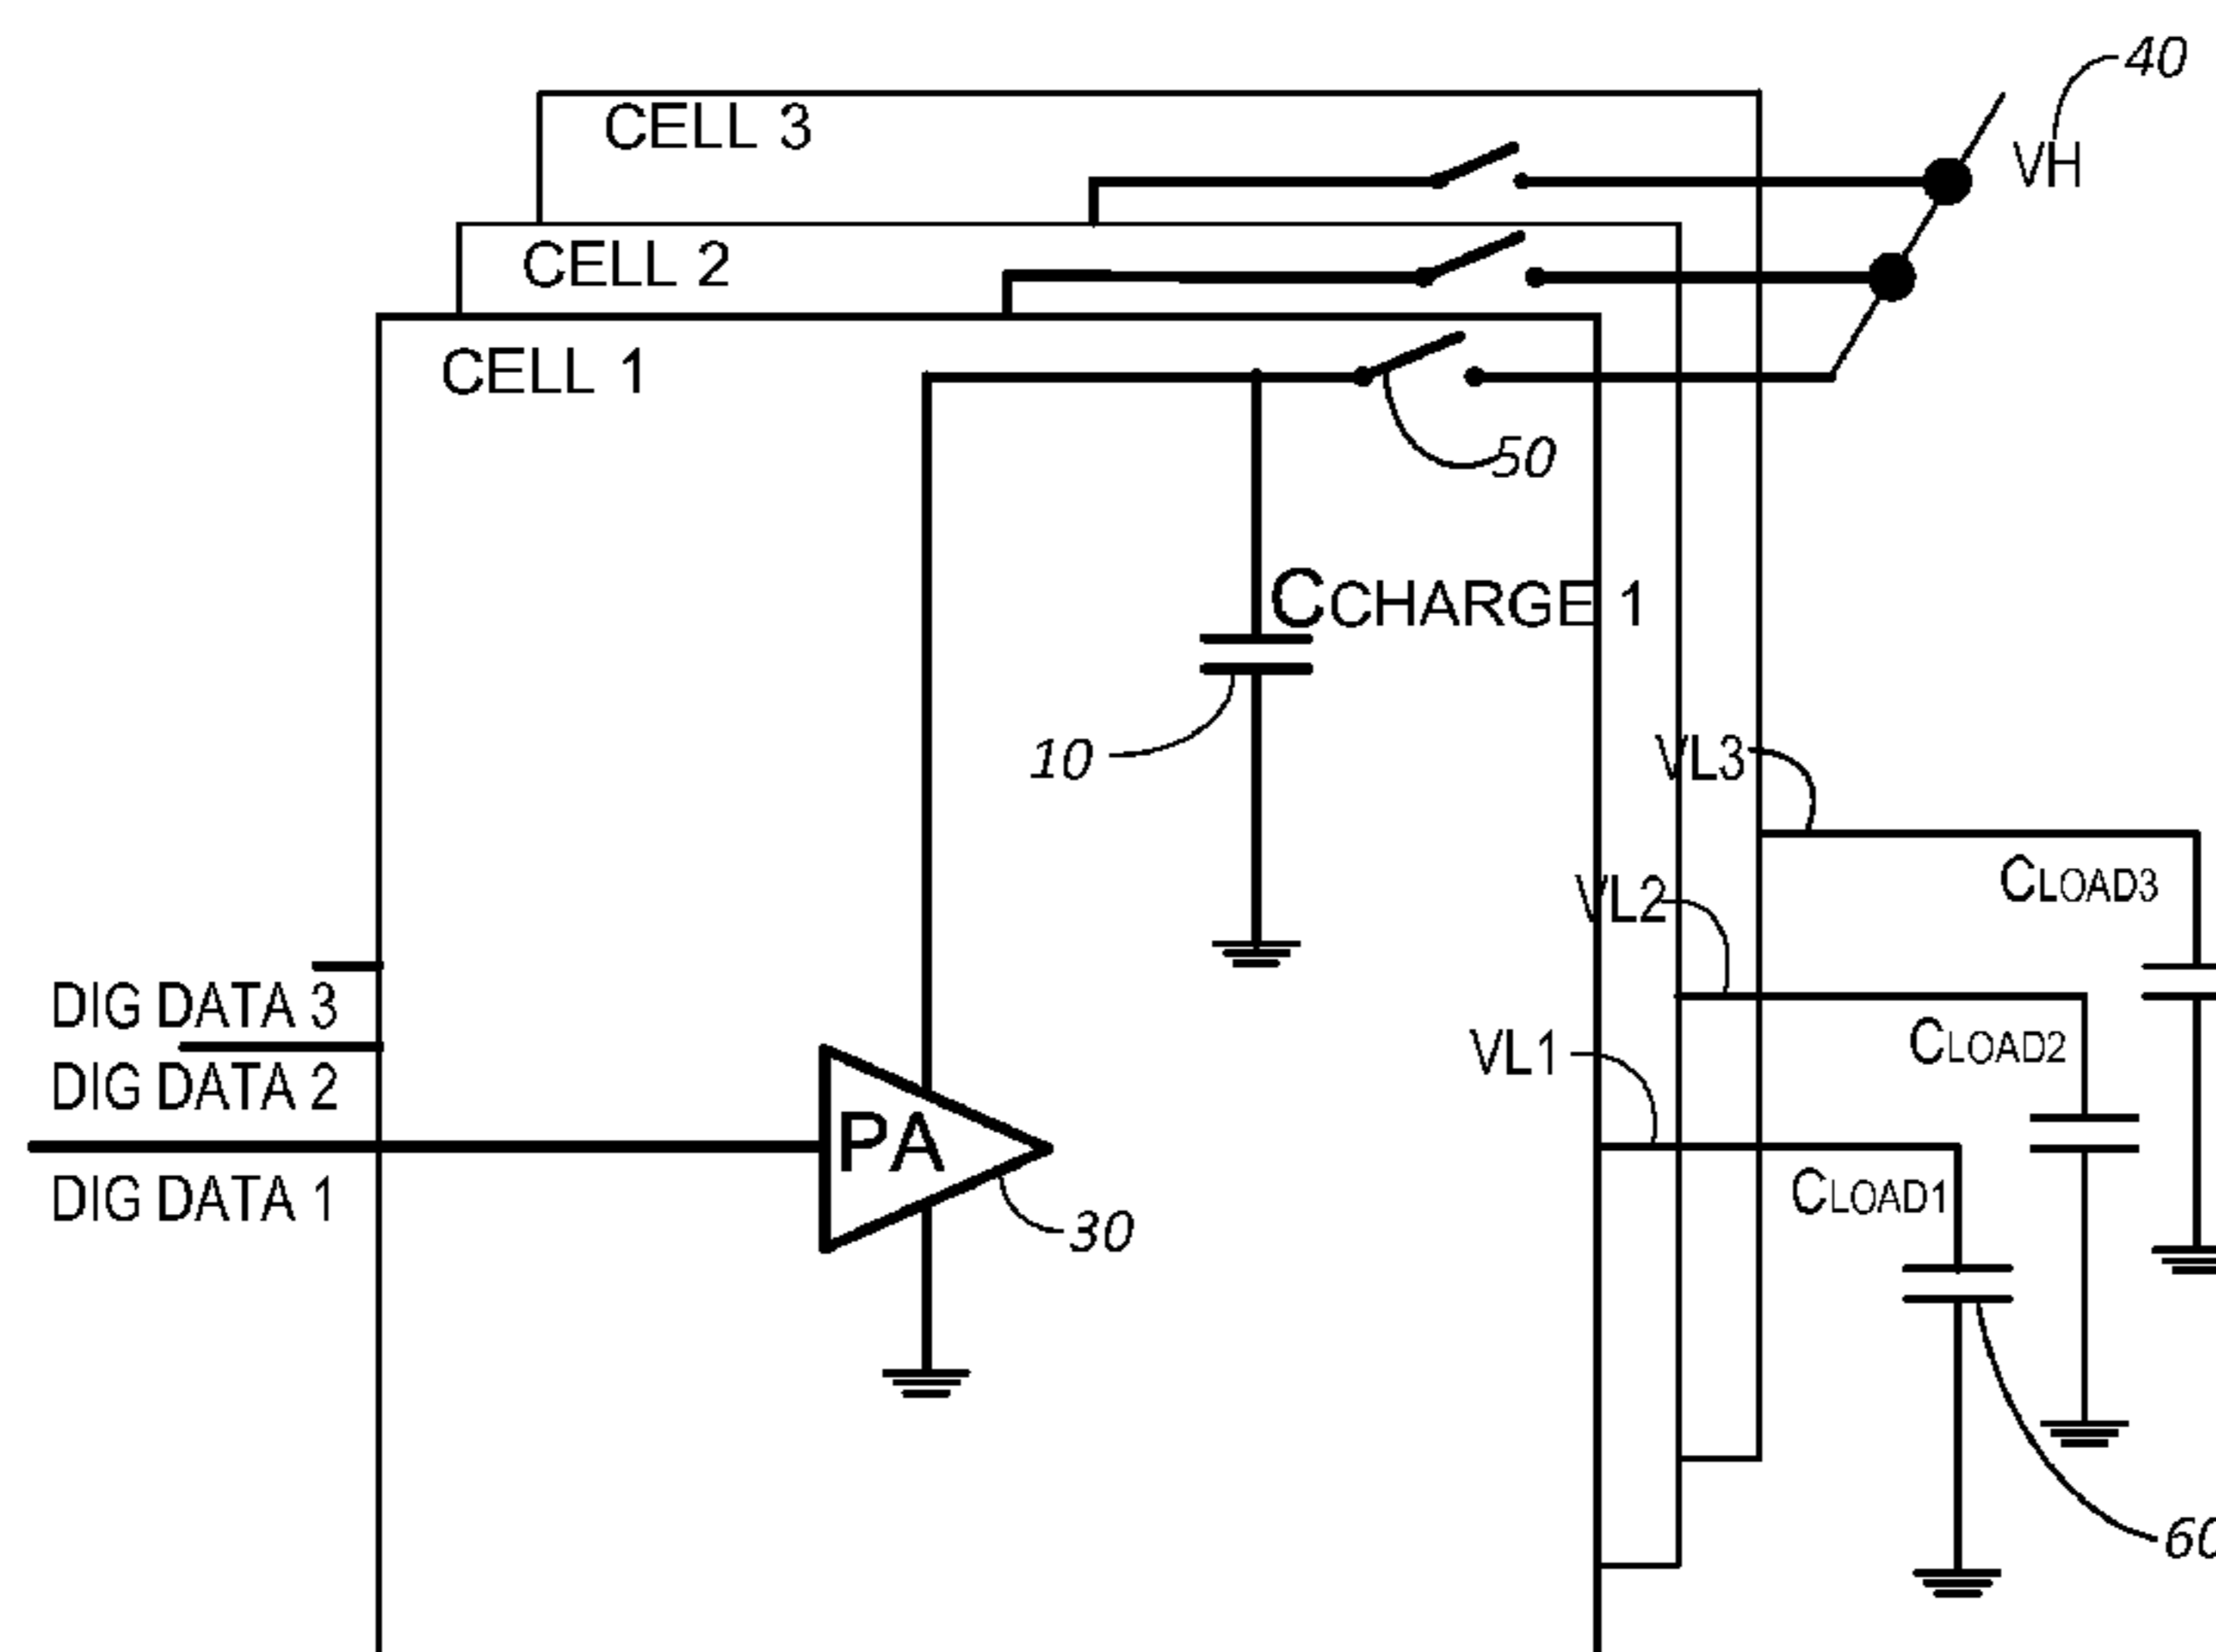 40
CELL 3
VH
CELL 2
CELL 1
50
CCHARGE 1
10
VL3
CLOAD3
VL2
DIG DATA 3
CLOAD2
VL1
DIG DATA 2
PA
DIG DATA 1
CLOAD1
30
60